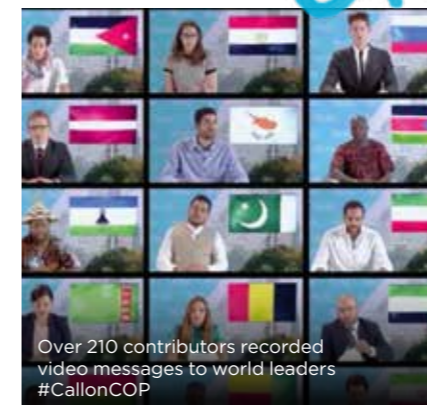 Over 210 contributors recorded
video messages to world leaders
#CallonCOP